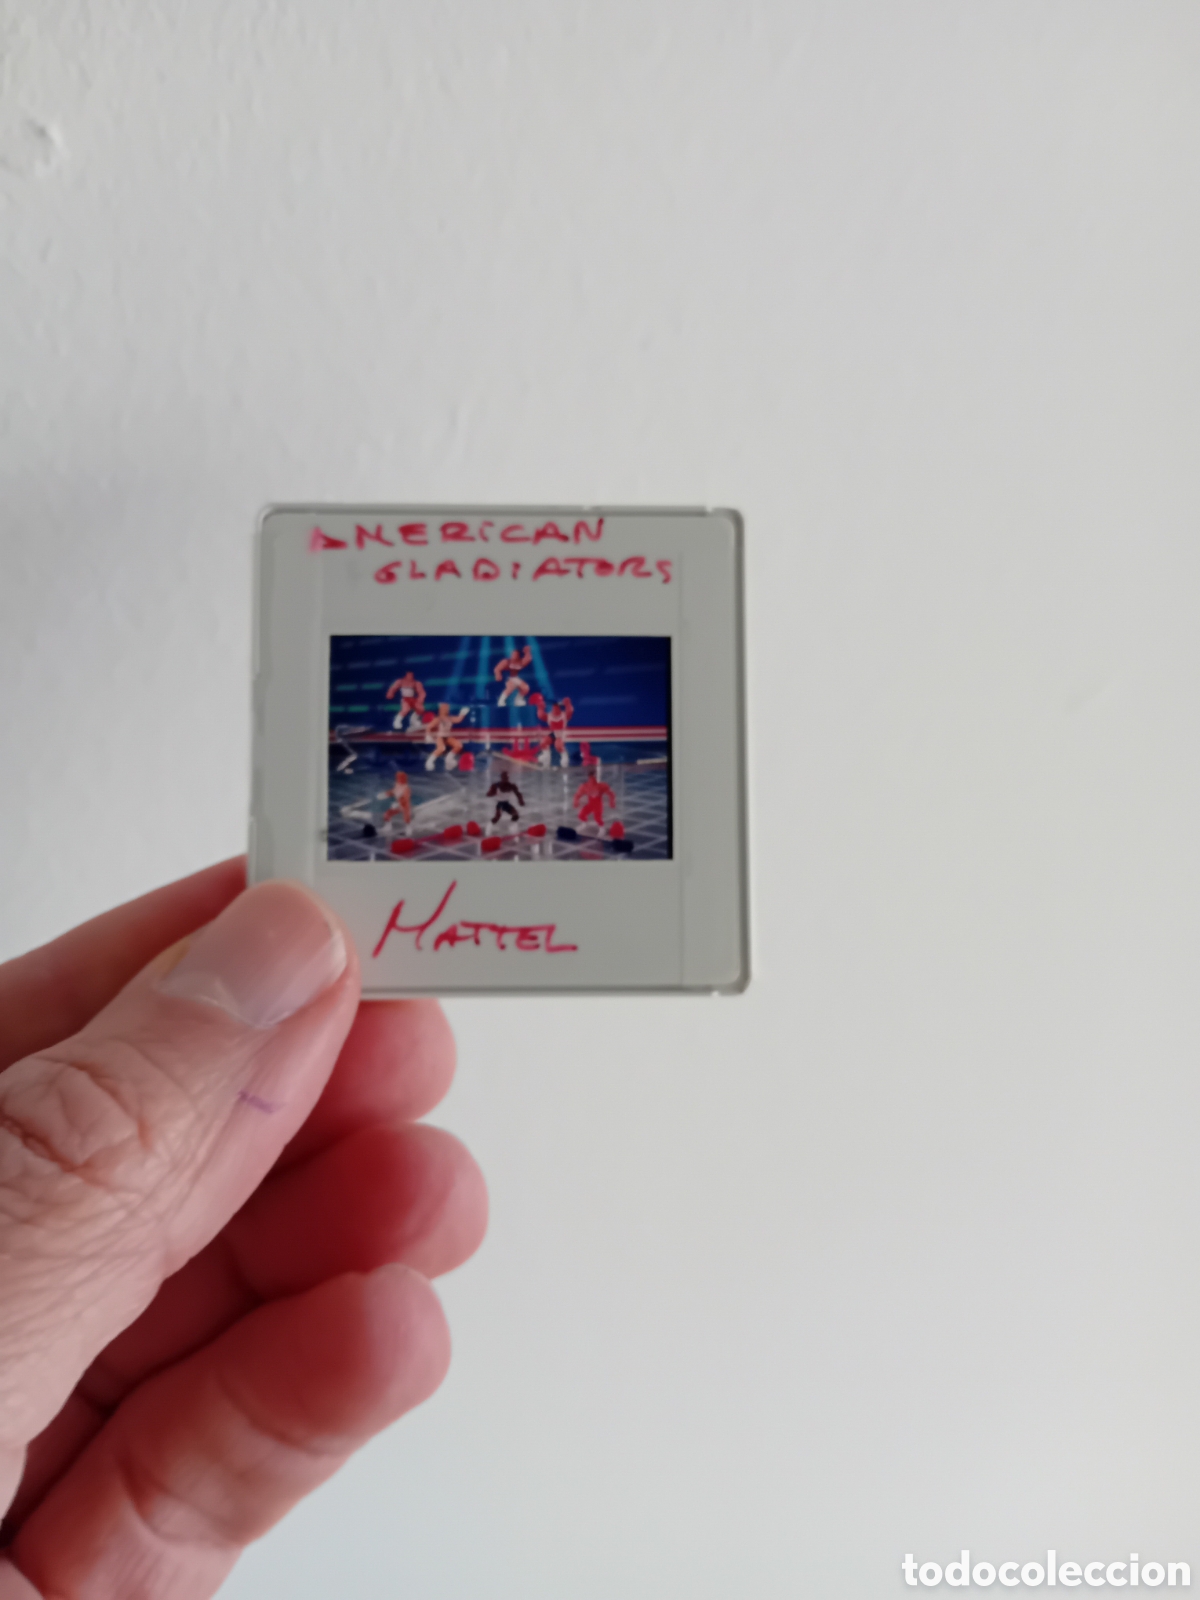 AMERICAN
GLADIATORS
MATTEL
todocoleccion